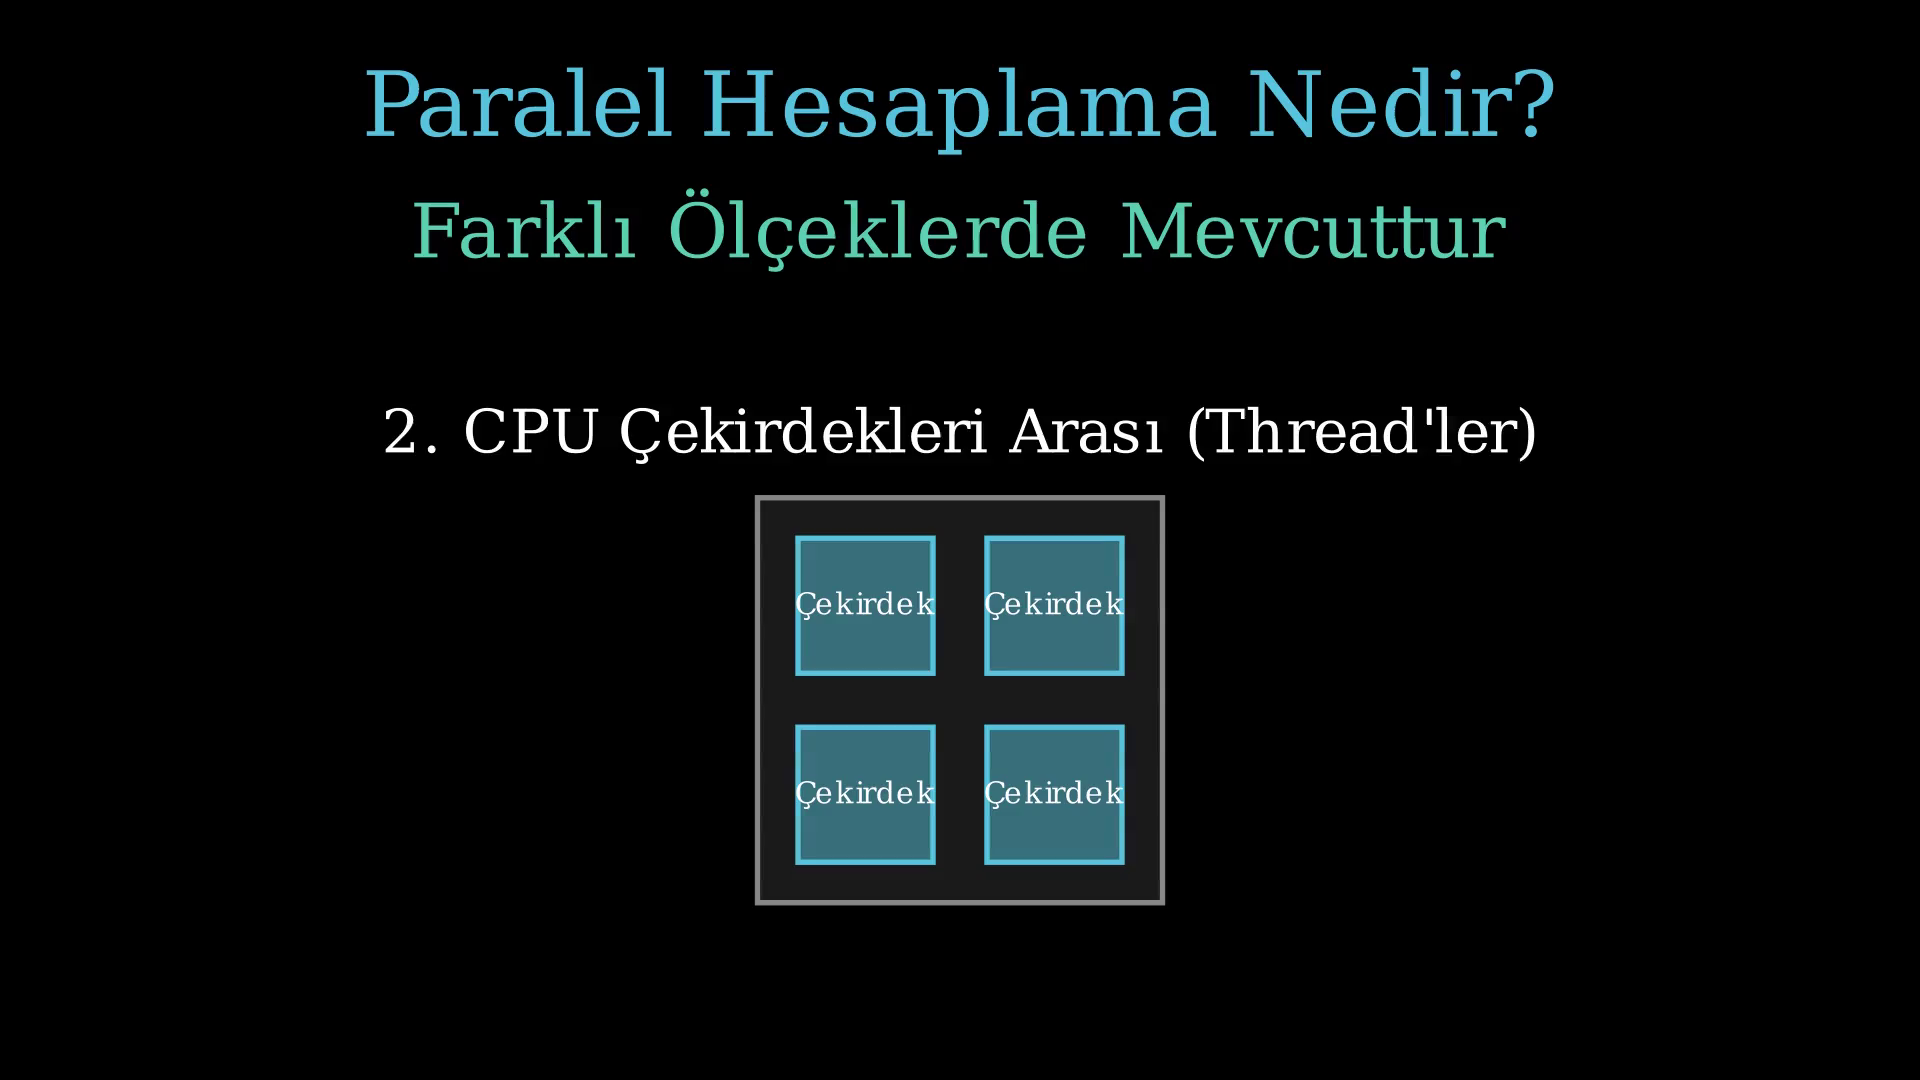 Paralel Hesaplama Nedir?
Farklı Ölçeklerde Mevcuttur
2. CPU Çekirdekleri Arası (Thread'ler)
Çekirdek Çekirdek
Çekirdek Çekirdek